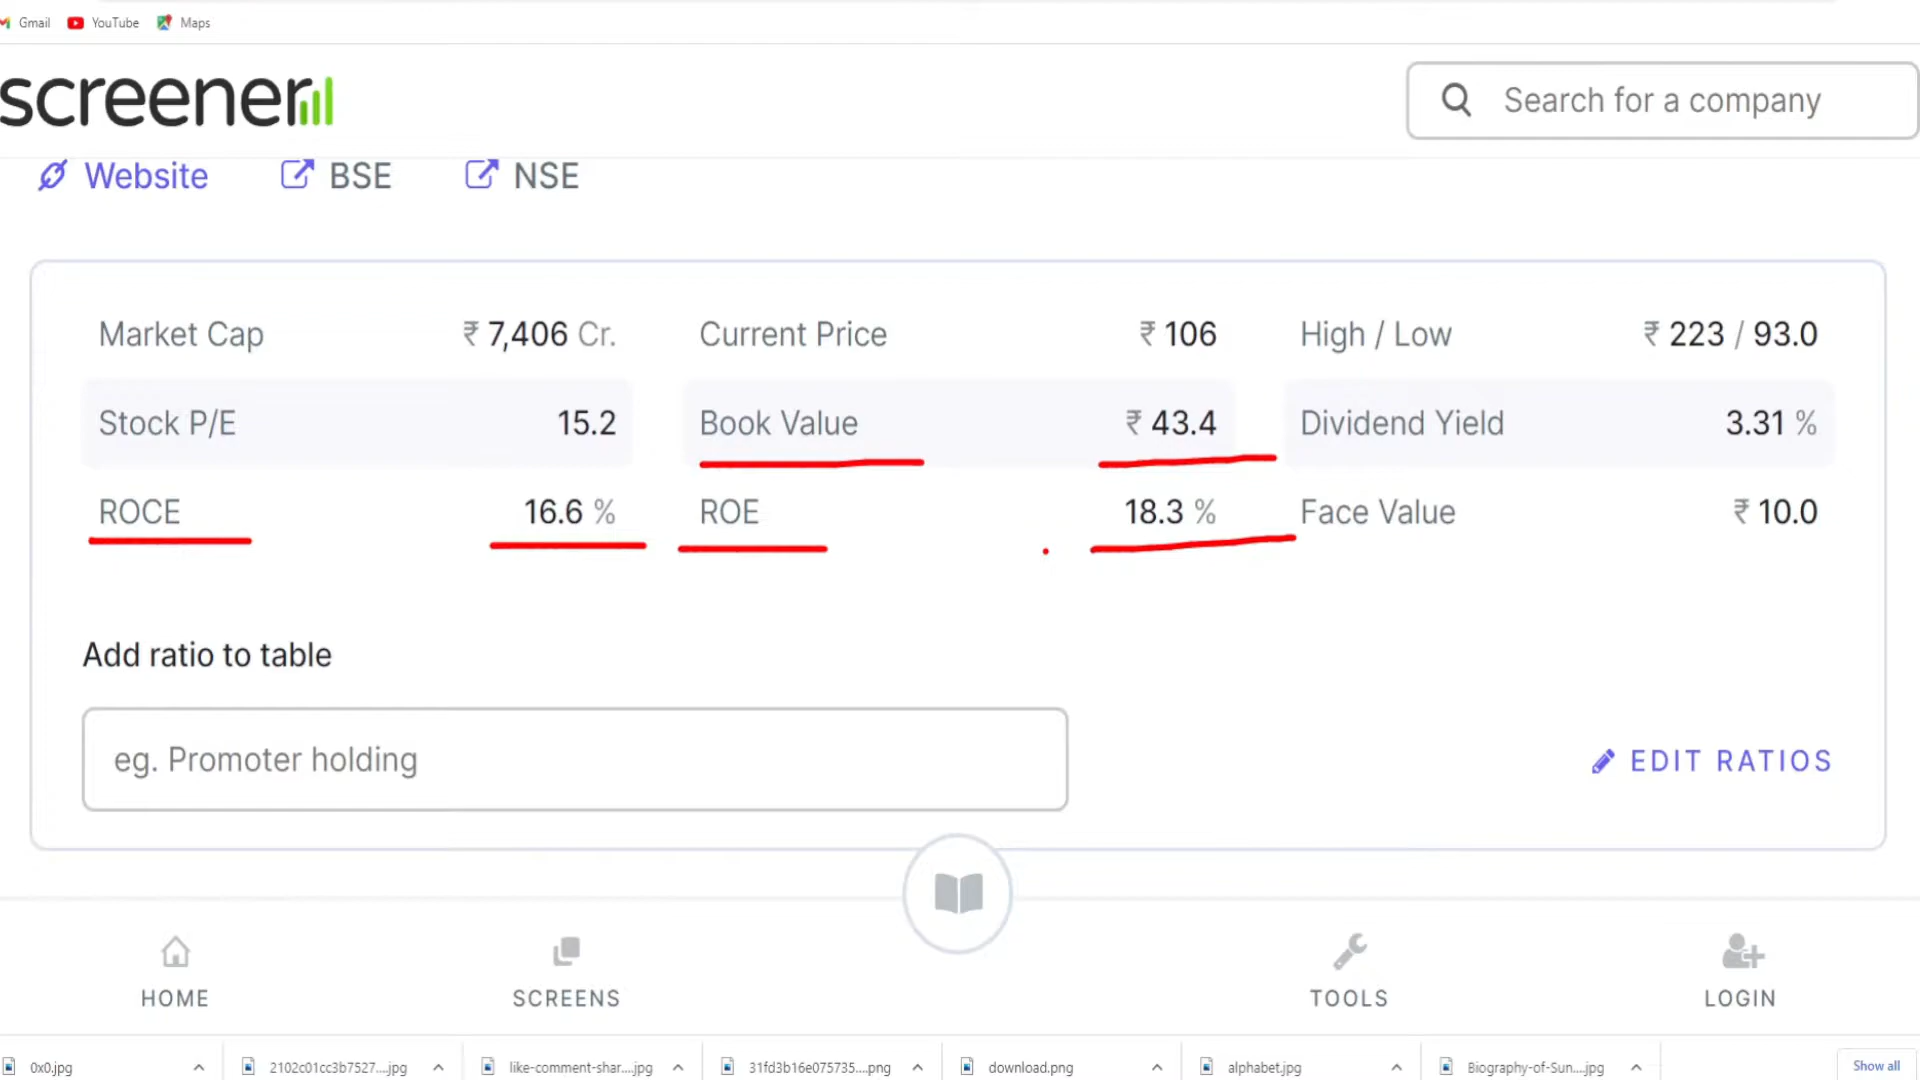 Gmail YouTube Maps
screener
Search for a company
Website BSE NSE
Market Cap ₹ 7,406 Cr. Current Price ₹ 106 High / Low ₹ 223 / 93.0
Stock P/E 15.2 Book Value ₹ 43.4 Dividend Yield 3.31 %
ROCE 16.6 % ROE 18.3 % Face Value ₹ 10.0
Add ratio to table
eg. Promoter holding
EDIT RATIOS
HOME SCREENS TOOLS LOGIN
0x0.jpg 2102c01cc3b7527....jpg like-comment-shar....jpg 31fd3b16e075735....png download.png alphabet.jpg Biography-of-Sun....jpg Show all